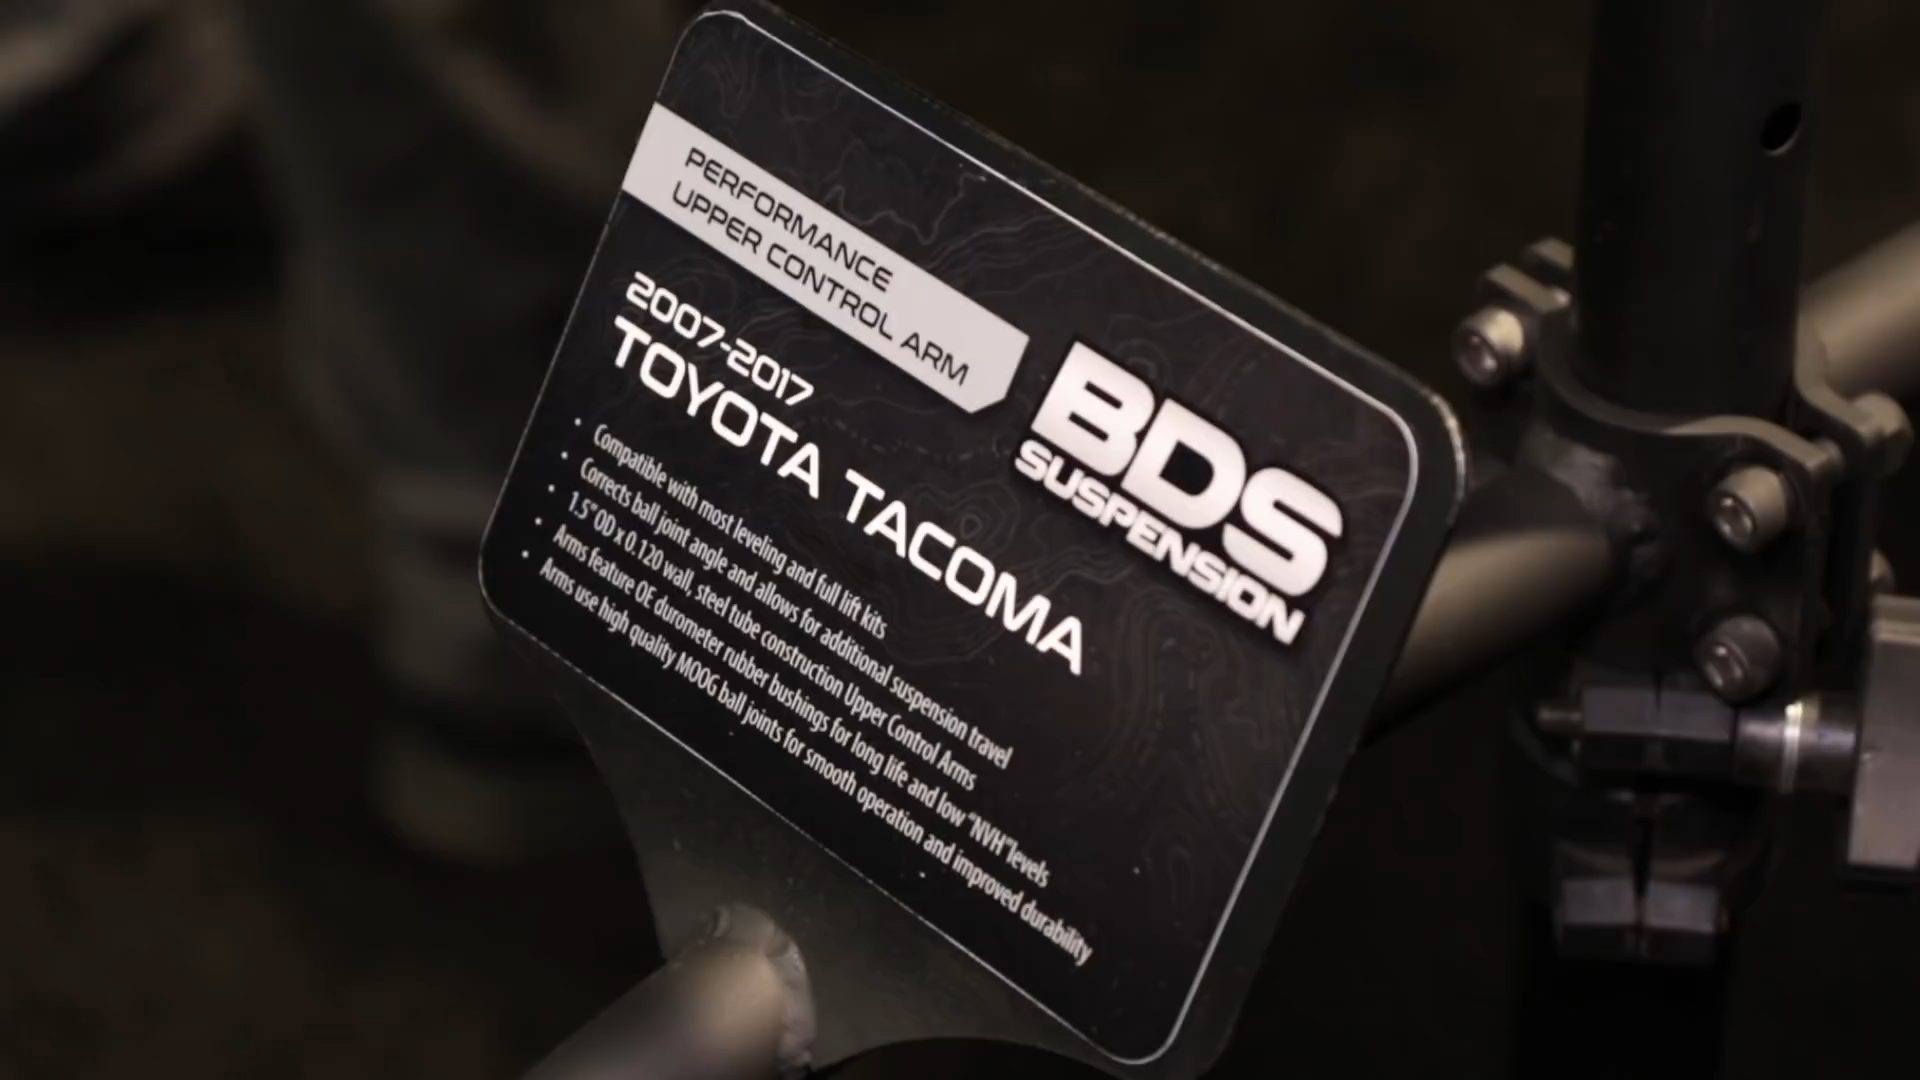 PERFORMANCE
UPPER CONTROL ARM
2007-2017
TOYOTA TACOMA
BDS
SUSPENSION
• Compatible with most leveling and full lift kits
• Corrects ball joint angle and allows for additional suspension travel
• 1.5" OD x 0.120 wall, steel tube construction Upper Control Arms
• Arms feature OE durometer rubber bushings for long life and low "NVH" levels
• Arms use high quality MOOG ball joints for smooth operation and improved durability